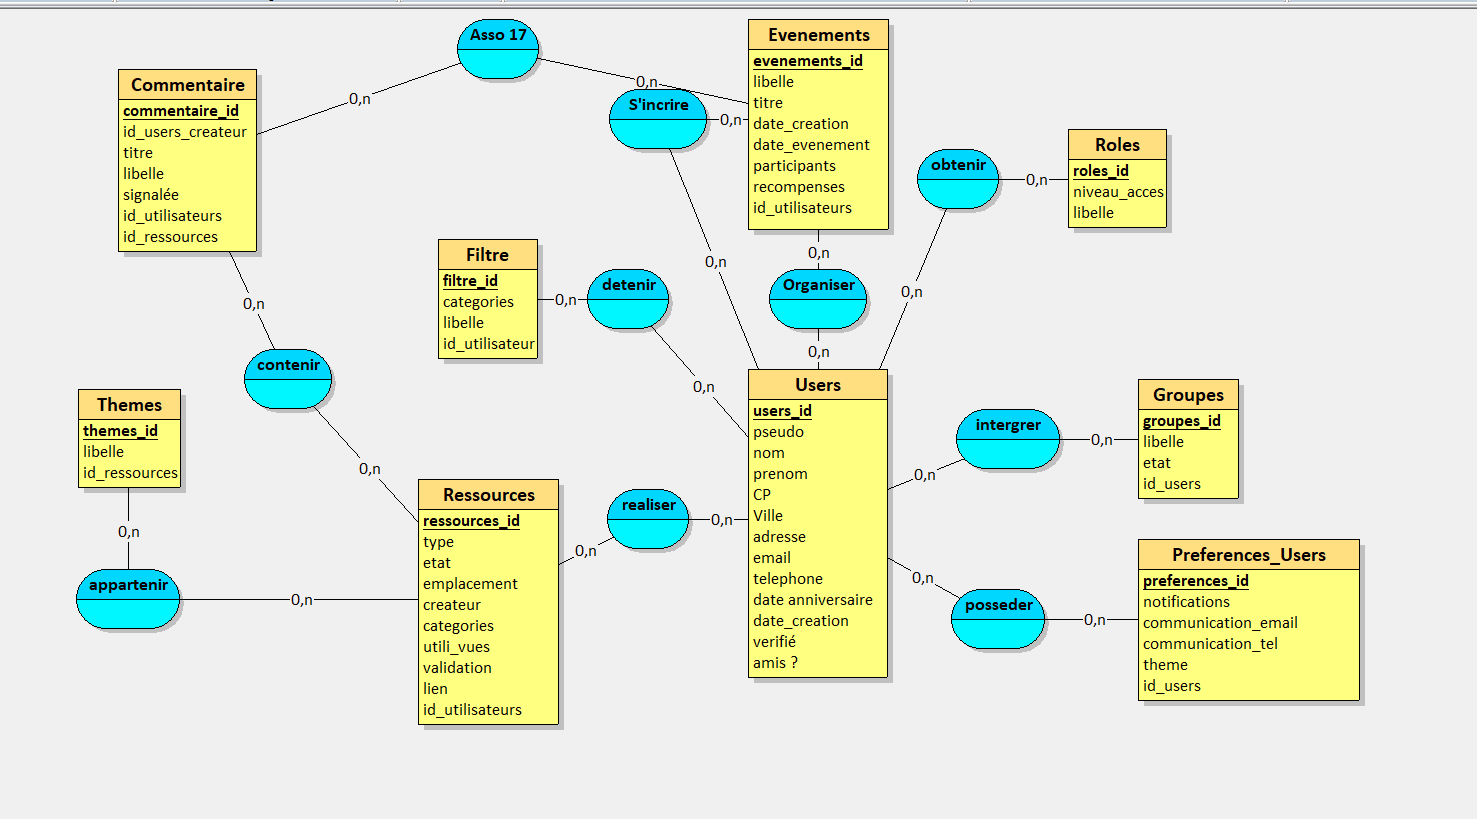 Asso 17
0,n
0,n
Evenements
evenements_id
libelle
titre
date_creation
date_evenement
participants
recompenses
id_utilisateurs
Commentaire
commentaire_id
id_users_createur
titre
libelle
signalée
id_utilisateurs
id_ressources
S'incrire
0,n
0,n
obtenir
0,n
0,n
Roles
roles_id
niveau_acces
libelle
Filtre
filtre_id
categories
libelle
id_utilisateur
detenir
0,n
0,n
Organiser
0,n
0,n
contenir
0,n
0,n
Themes
themes_id
libelle
id_ressources
appartenir
0,n
0,n
Ressources
ressources_id
type
etat
emplacement
createur
categories
utili_vues
validation
lien
id_utilisateurs
realiser
0,n
0,n
Users
users_id
pseudo
nom
prenom
CP
Ville
adresse
email
telephone
date anniversaire
date_creation
verifié
amis ?
intergrer
0,n
0,n
Groupes
groupes_id
libelle
etat
id_users
posseder
0,n
0,n
Preferences_Users
preferences_id
notifications
communication_email
communication_tel
theme
id_users